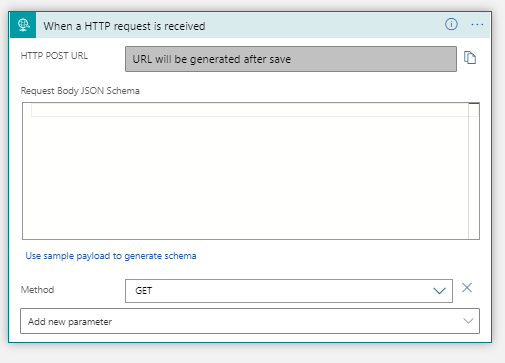 When a HTTP request is received
HTTP POST URL
URL will be generated after save
Request Body JSON Schema
Use sample payload to generate schema
Method
GET
Add new parameter